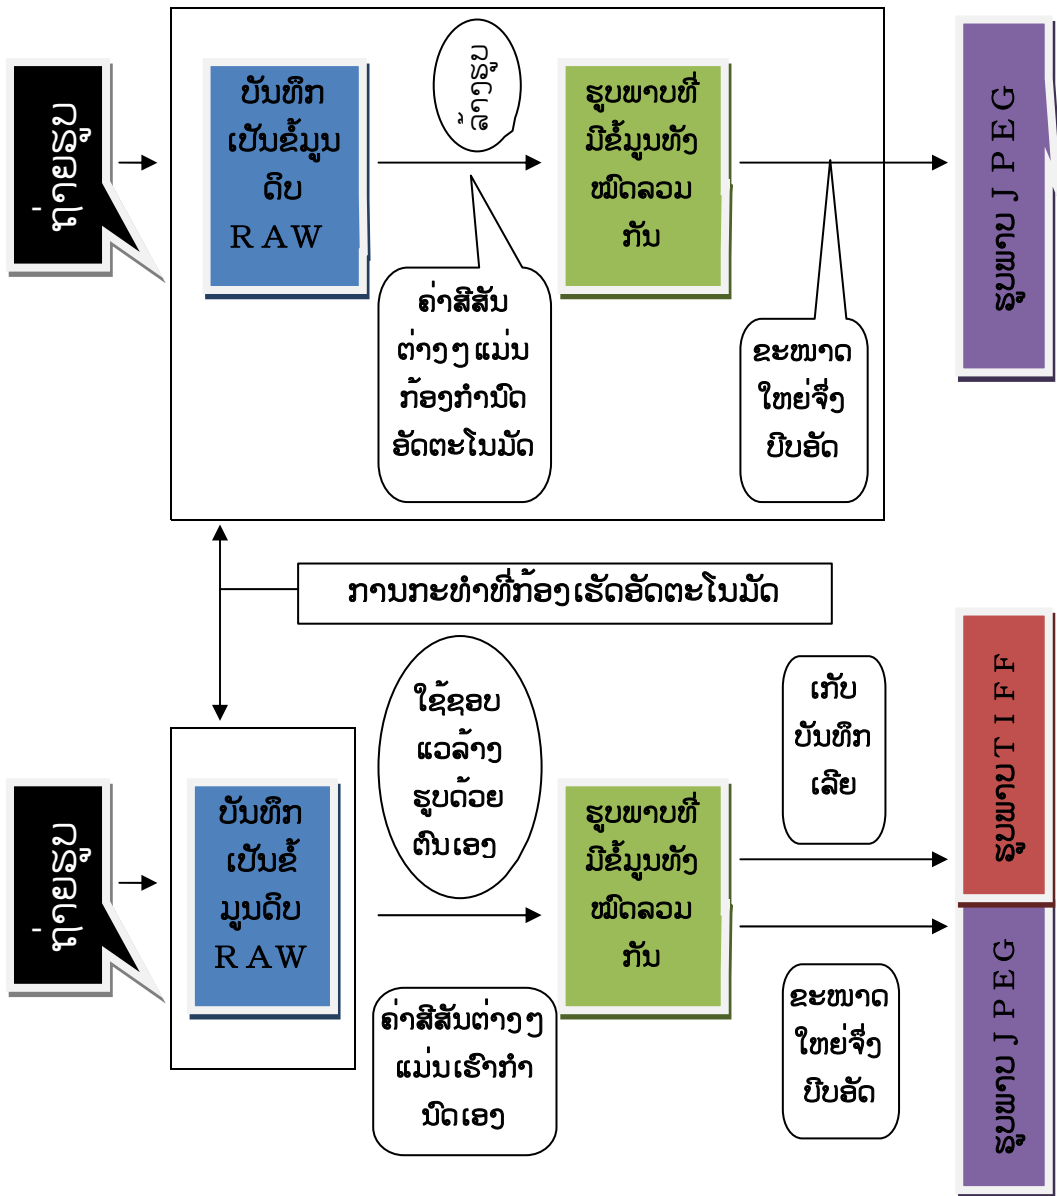 ຖ່າຍຮູບ
ບັນທຶກ
ເປັນຂໍ້ມູນ
ດິບ
RAW
ລ້າງຮູບ
ຮູບພາບທີ່
ມີຂໍ້ມູນທັງ
ໝົດລວມ
ກັນ
ຮູບພາບ JPEG
ຄ່າສີສັນ
ຕ່າງໆ ແມ່ນ
ກ້ອງກຳນົດ
ອັດຕະໂນມັດ
ຂະໜາດ
ໃຫຍ່ຈຶ່ງ
ບີບອັດ
ການກະທຳທີ່ກ້ອງເຮັດອັດຕະໂນມັດ
ຖ່າຍຮູບ
ບັນທຶກ
ເປັນຂໍ້
ມູນດິບ
RAW
ໃຊ້ຊອບ
ແວລ້າງ
ຮູບດ້ວຍ
ຕົນເອງ
ຮູບພາບທີ່
ມີຂໍ້ມູນທັງ
ໝົດລວມ
ກັນ
ເກັບ
ບັນທຶກ
ເລີຍ
ຮູບພາບTIFF
ຄ່າສີສັນຕ່າງໆ
ແມ່ນເຮົາກຳ
ນົດເອງ
ຂະໜາດ
ໃຫຍ່ຈຶ່ງ
ບີບອັດ
ຮູບພາບ JPEG